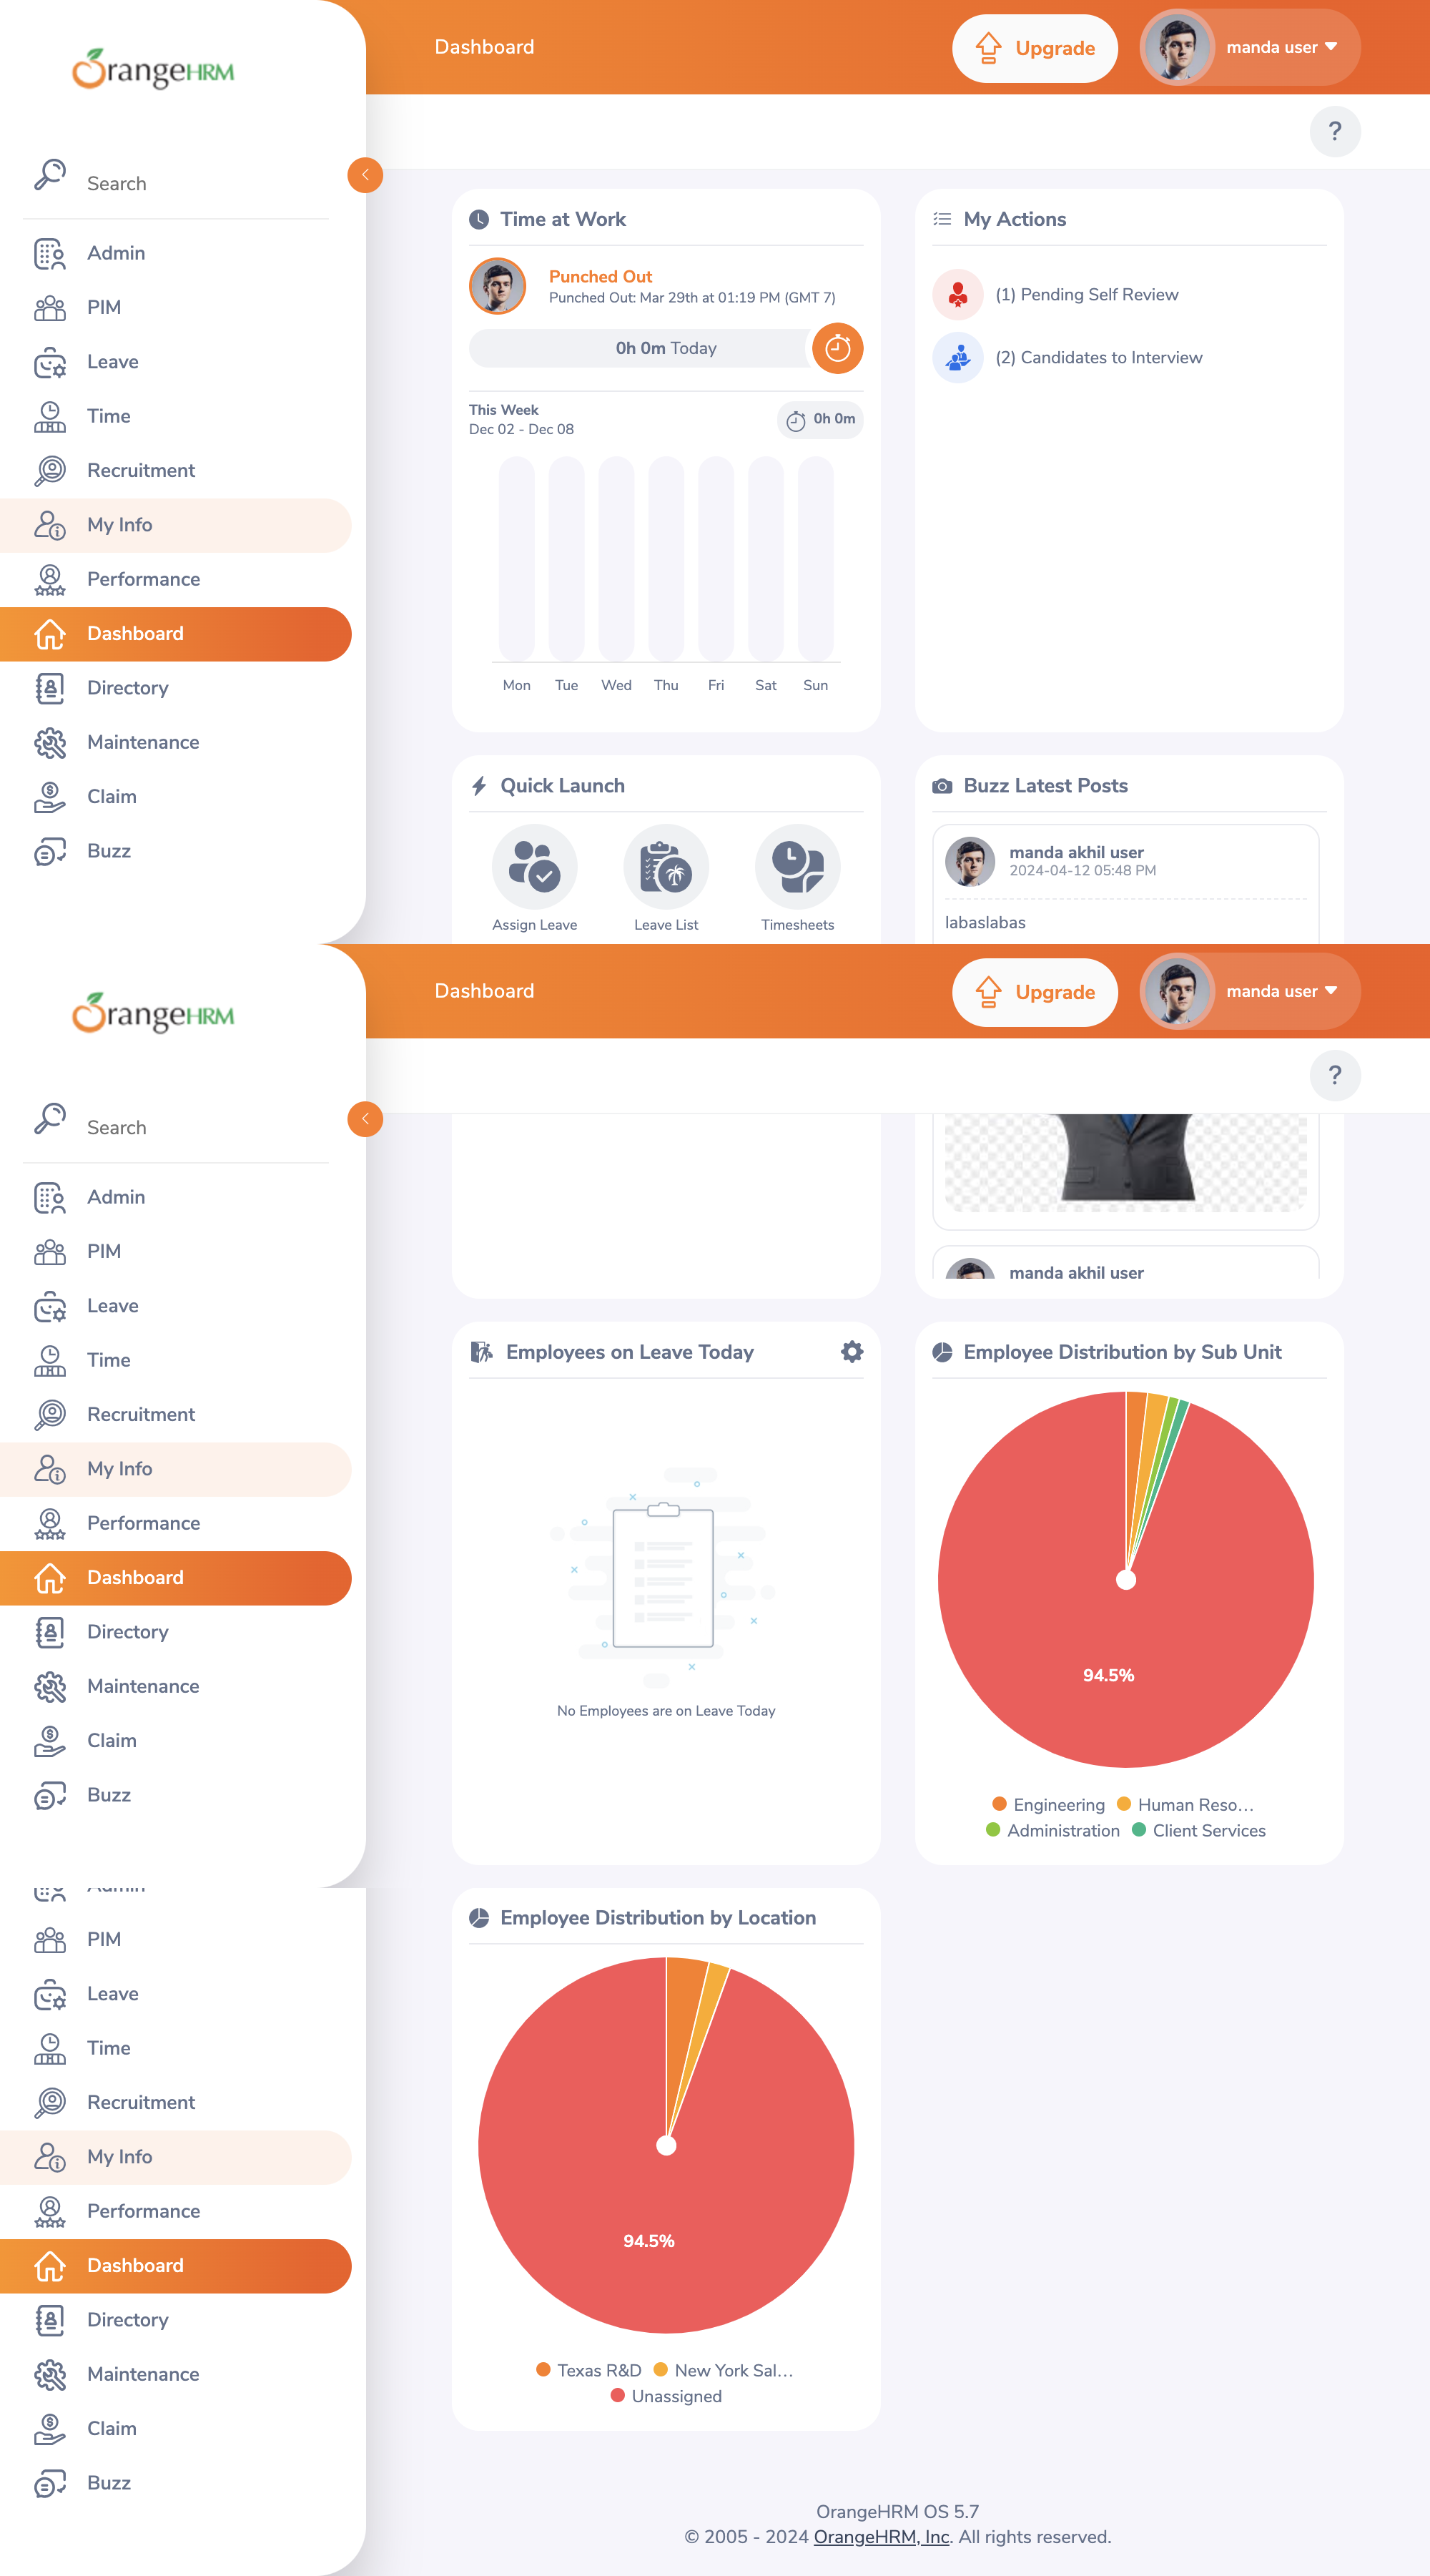 OrangeHRM
Dashboard
Upgrade
manda user
?
Search
Admin
PIM
Leave
Time
Recruitment
My Info
Performance
Dashboard
Directory
Maintenance
Claim
Buzz
Time at Work
Punched Out
Punched Out: Mar 29th at 01:19 PM (GMT 7)
0h 0m Today
This Week
Dec 02 - Dec 08
0h 0m
Mon Tue Wed Thu Fri Sat Sun
My Actions
(1) Pending Self Review
(2) Candidates to Interview
Quick Launch
Assign Leave
Leave List
Timesheets
Buzz Latest Posts
manda akhil user
2024-04-12 05:48 PM
labaslabas
OrangeHRM
Dashboard
Upgrade
manda user
?
Search
Admin
PIM
Leave
Time
Recruitment
My Info
Performance
Dashboard
Directory
Maintenance
Claim
Buzz
manda akhil user
Employees on Leave Today
No Employees are on Leave Today
Employee Distribution by Sub Unit
94.5%
Engineering Human Reso…
Administration Client Services
Admin
PIM
Leave
Time
Recruitment
My Info
Performance
Dashboard
Directory
Maintenance
Claim
Buzz
Employee Distribution by Location
94.5%
Texas R&D New York Sal…
Unassigned
OrangeHRM OS 5.7
© 2005 - 2024 OrangeHRM, Inc. All rights reserved.